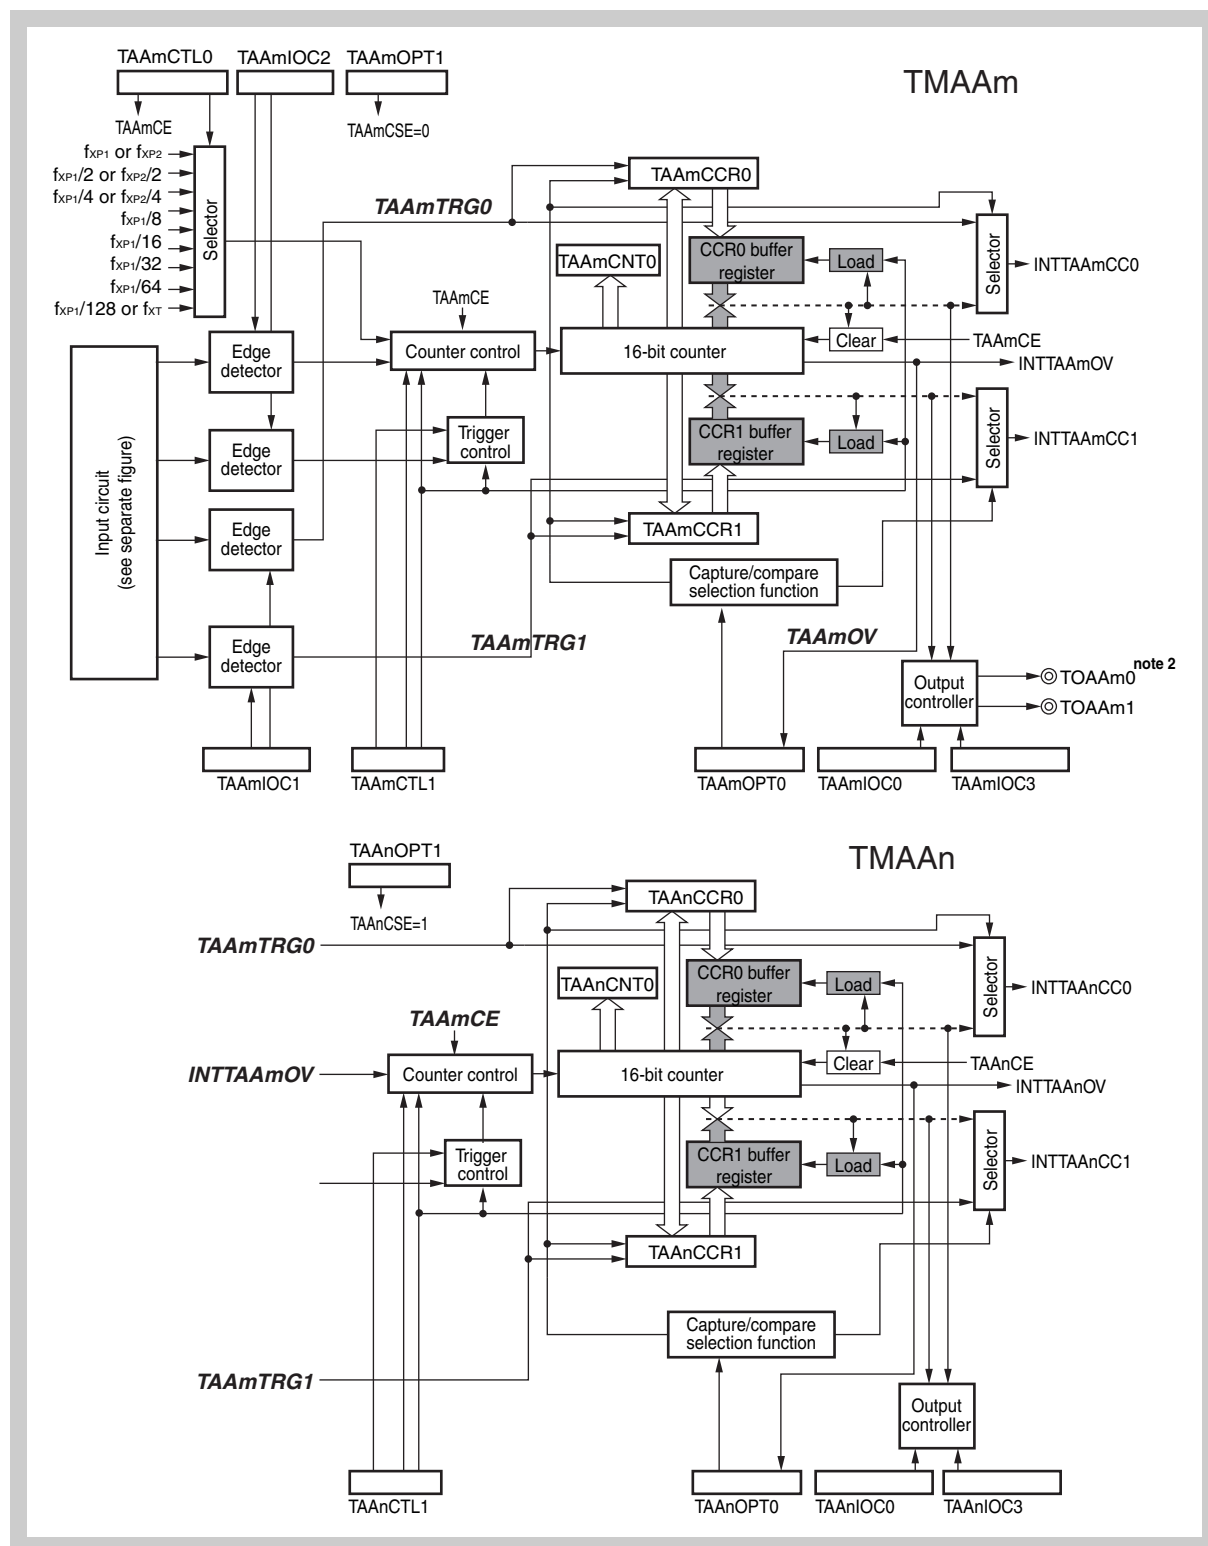 TAAmCTL0
TAAmIOC2
TAAmOPT1
TMAAm
TAAmCE
TAAmCSE=0
fXP1 or fXP2
fXP1/2 or fXP2/2
fXP1/4 or fXP2/4
fXP1/8
fXP1/16
fXP1/32
fXP1/64
fXP1/128 or fXT
Selector
TAAmTRG0
TAAmCCR0
TAAmCNT0
CCR0 buffer
register
Load
Selector
INTTAAmCC0
TAAmCE
Counter control
16-bit counter
Clear
TAAmCE
INTTAAmOV
Edge
detector
Edge
detector
Edge
detector
Edge
detector
Input circuit
(see separate figure)
Trigger
control
CCR1 buffer
register
Load
Selector
INTTAAmCC1
TAAmCCR1
Capture/compare
selection function
TAAmTRG1
TAAmOV
Output
controller
TOAAm0 note 2
TOAAm1
TAAmIOC1
TAAmCTL1
TAAmOPT0
TAAmIOC0
TAAmIOC3
TAAnOPT1
TMAAn
TAAnCSE=1
TAAnCCR0
TAAmTRG0
TAAnCNT0
CCR0 buffer
register
Load
Selector
INTTAAnCC0
TAAmCE
INTTAAmOV
Counter control
16-bit counter
Clear
TAAnCE
INTTAAnOV
Trigger
control
CCR1 buffer
register
Load
Selector
INTTAAnCC1
TAAnCCR1
Capture/compare
selection function
TAAmTRG1
Output
controller
TAAnCTL1
TAAnOPT0
TAAnIOC0
TAAnIOC3